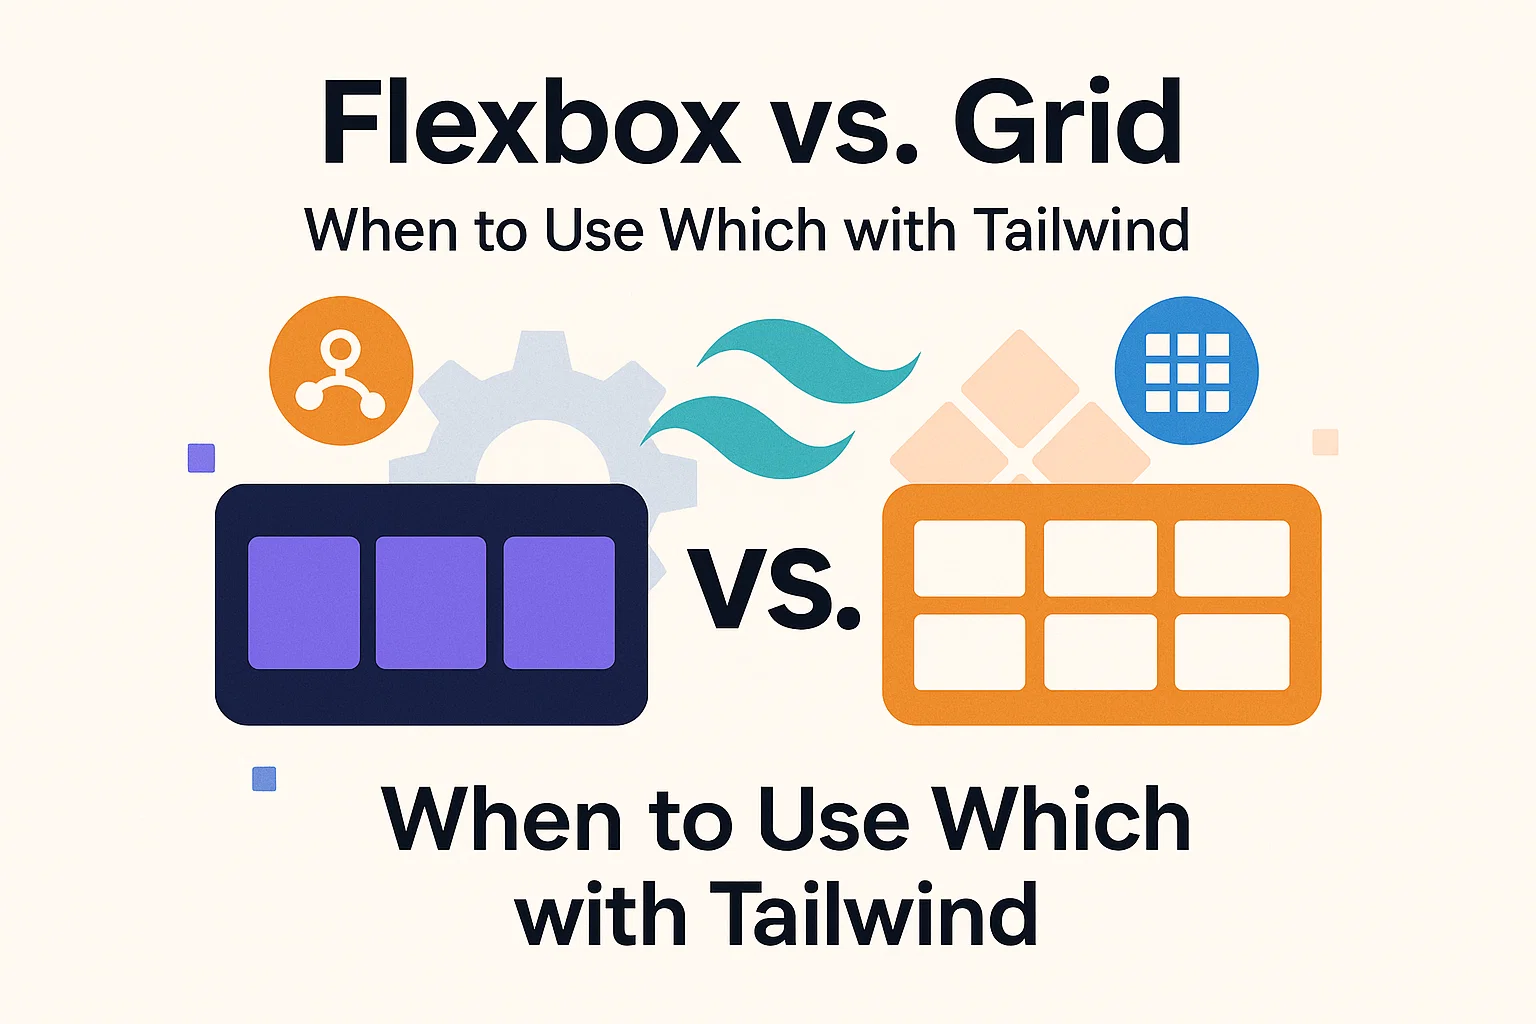 Flexbox vs. Grid
When to Use Which with Tailwind
vs.
When to Use Which
with Tailwind